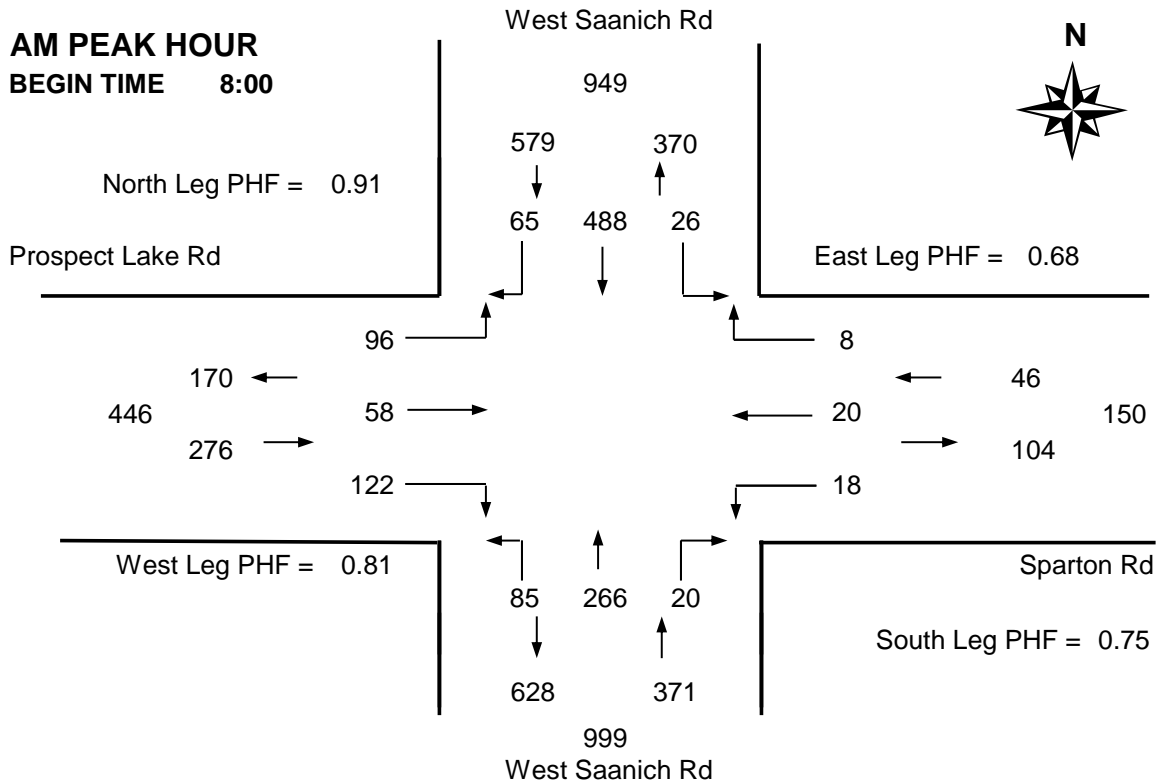 West Saanich Rd
AM PEAK HOUR
BEGIN TIME 8:00
N
949
579 370
North Leg PHF = 0.91
65 488 26
Prospect Lake Rd
East Leg PHF = 0.68
96 8
170 46
446 58 20 150
276 104
122 18
West Leg PHF = 0.81
Sparton Rd
85 266 20
South Leg PHF = 0.75
628 371
999
West Saanich Rd